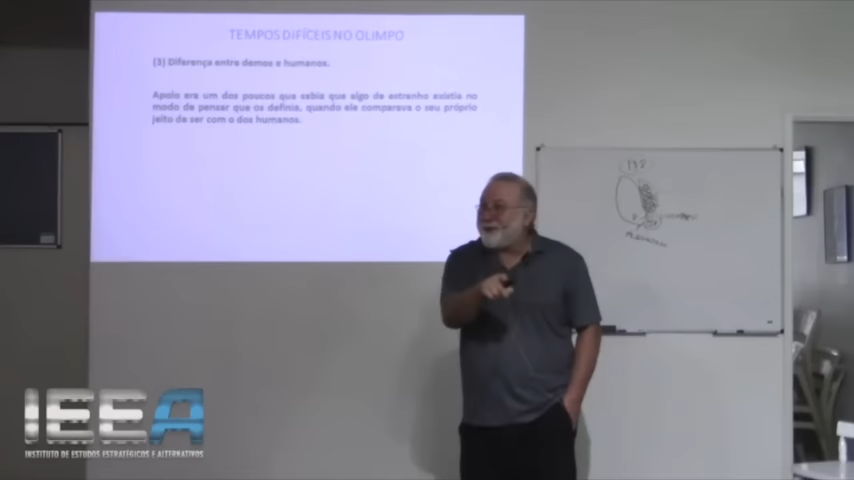 TEMPOS DIFÍCEIS NO OLIMPO
(3) Diferença entre demos e humanos.
Apolo era um dos poucos que sabia que algo de estranho existia no
modo de pensar que os definia, quando ele comparava o seu próprio
jeito de ser com o dos humanos.
IEEA
INSTITUTO DE ESTUDOS ESTRATÉGICOS E ALTERNATIVOS